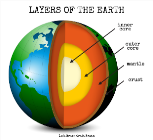 LAYERS OF THE EARTH
inner
core
outer
core
mantle
crust